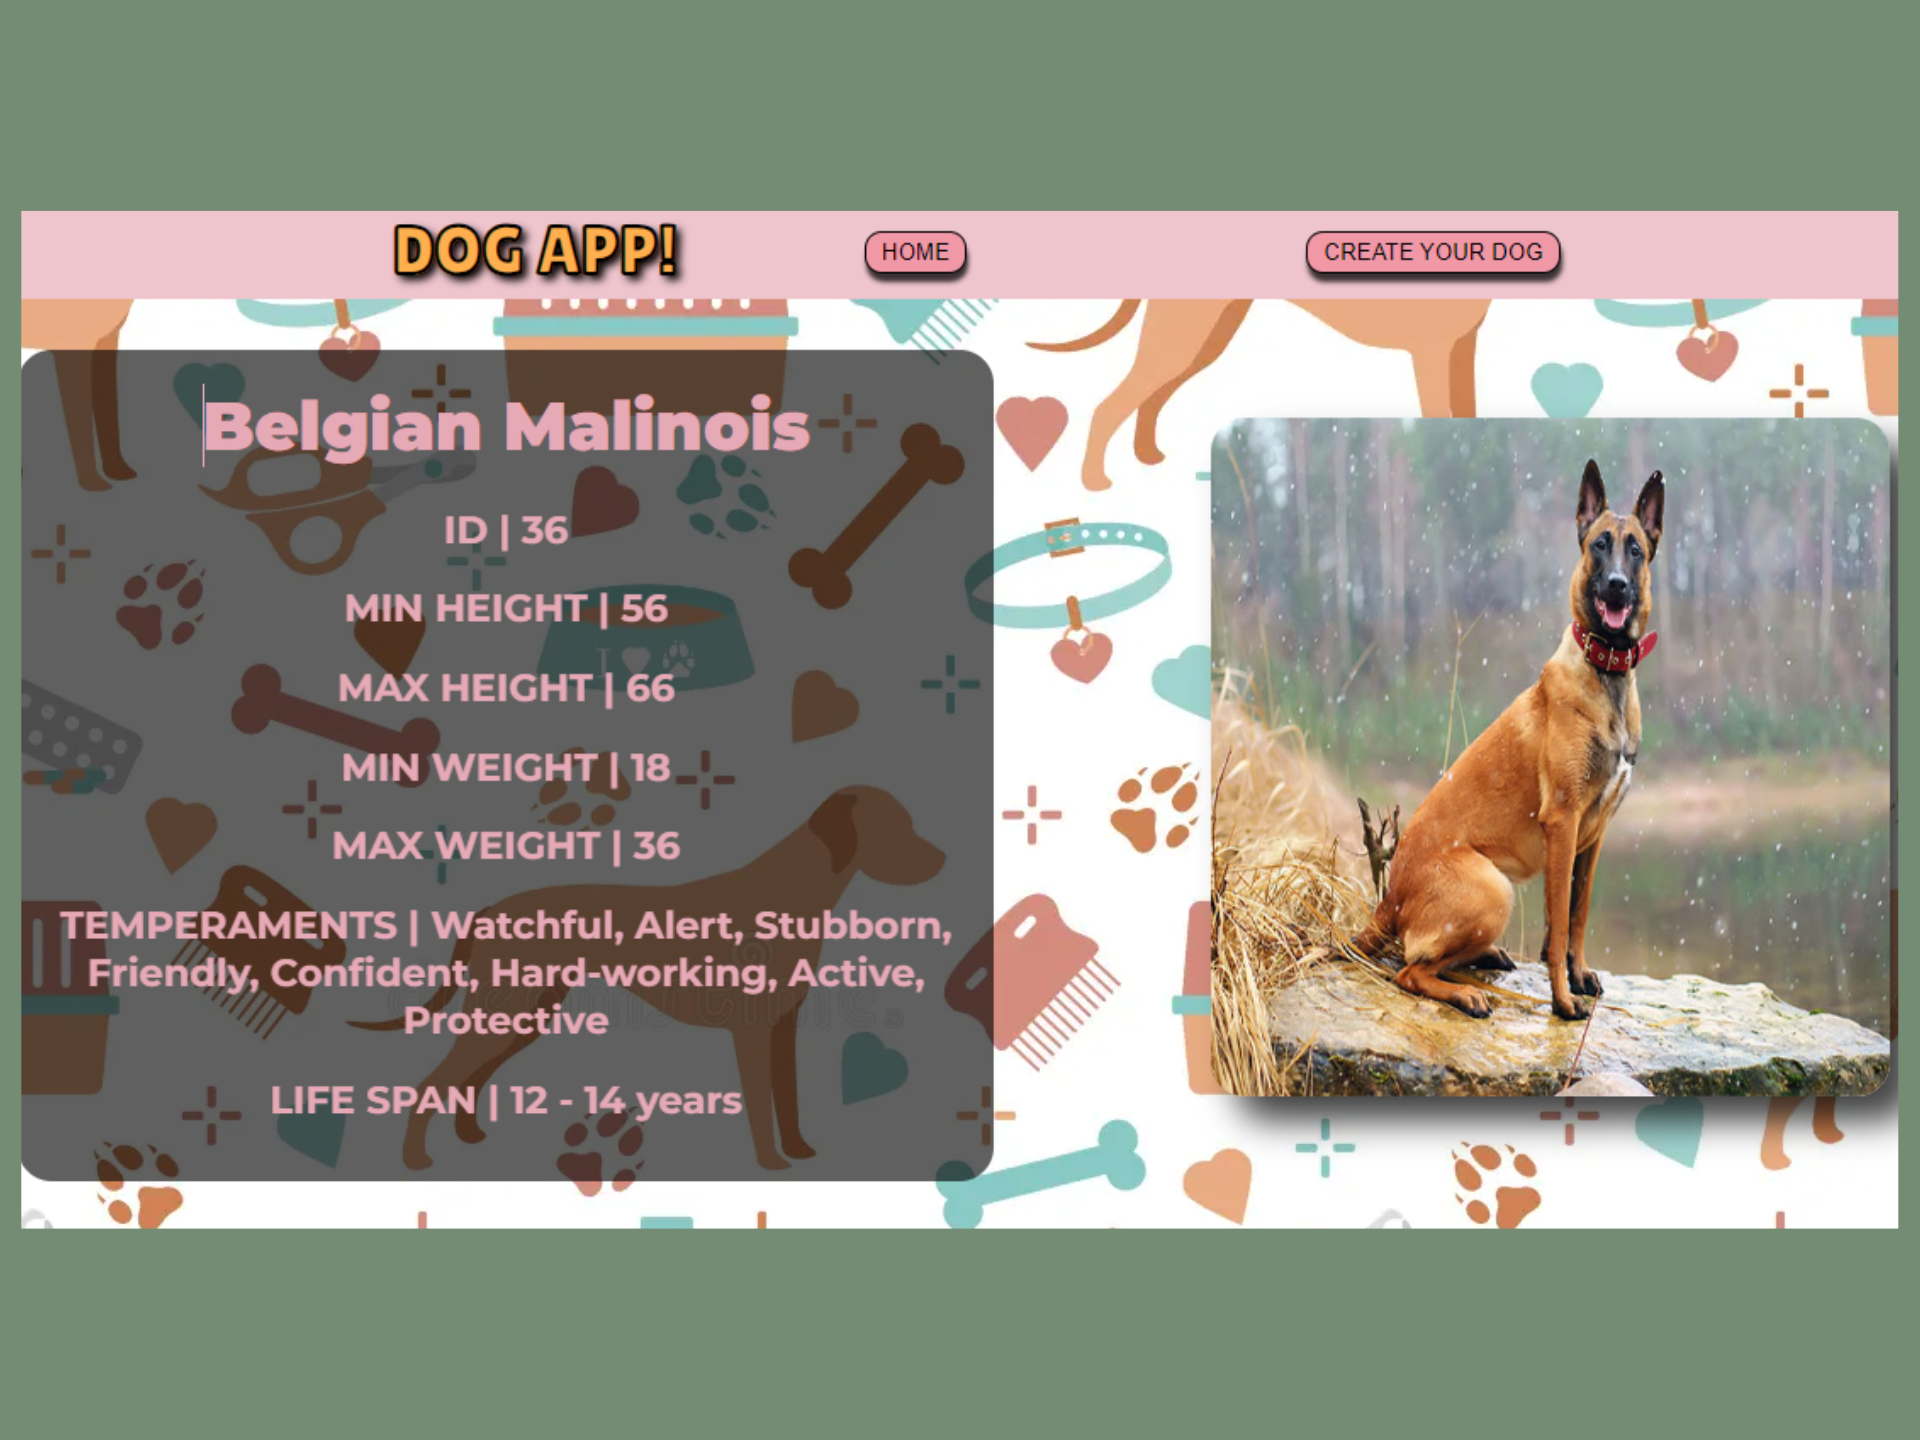 DOG APP!
HOME
CREATE YOUR DOG
Belgian Malinois
ID | 36
MIN HEIGHT | 56
MAX HEIGHT | 66
MIN WEIGHT | 18
MAX WEIGHT | 36
TEMPERAMENTS | Watchful, Alert, Stubborn,
Friendly, Confident, Hard-working, Active,
Protective
LIFE SPAN | 12 - 14 years